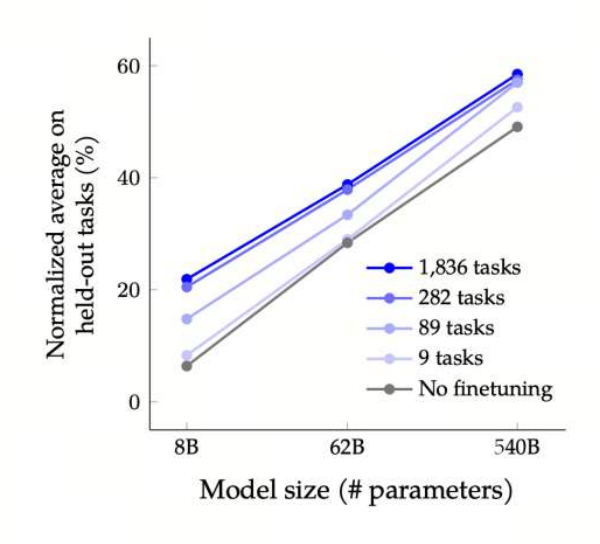 Normalized average on
held-out tasks (%)
60
40
20
0
1,836 tasks
282 tasks
89 tasks
9 tasks
No finetuning
8B
62B
540B
Model size (# parameters)